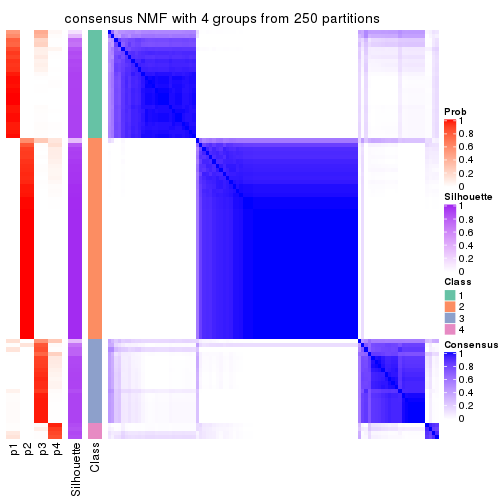 consensus NMF with 4 groups from 250 partitions
Prob
1
0.8
0.6
0.4
0.2
0
Silhouette
1
0.8
0.6
0.4
0.2
0
Class
1
2
3
4
Consensus
1
0.8
0.6
0.4
0.2
0
p1
p2
p3
p4
Silhouette
Class